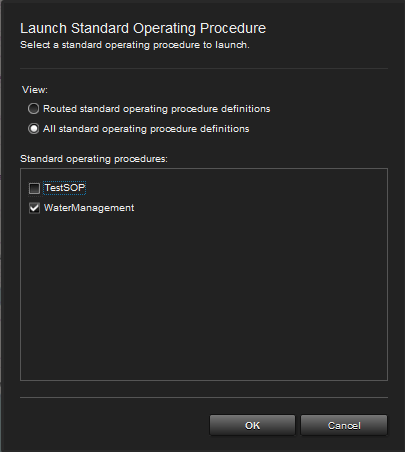 Launch Standard Operating Procedure
Select a standard operating procedure to launch.
View:
Routed standard operating procedure definitions
All standard operating procedure definitions
Standard operating procedures:
TestSOP
WaterManagement
OK
Cancel